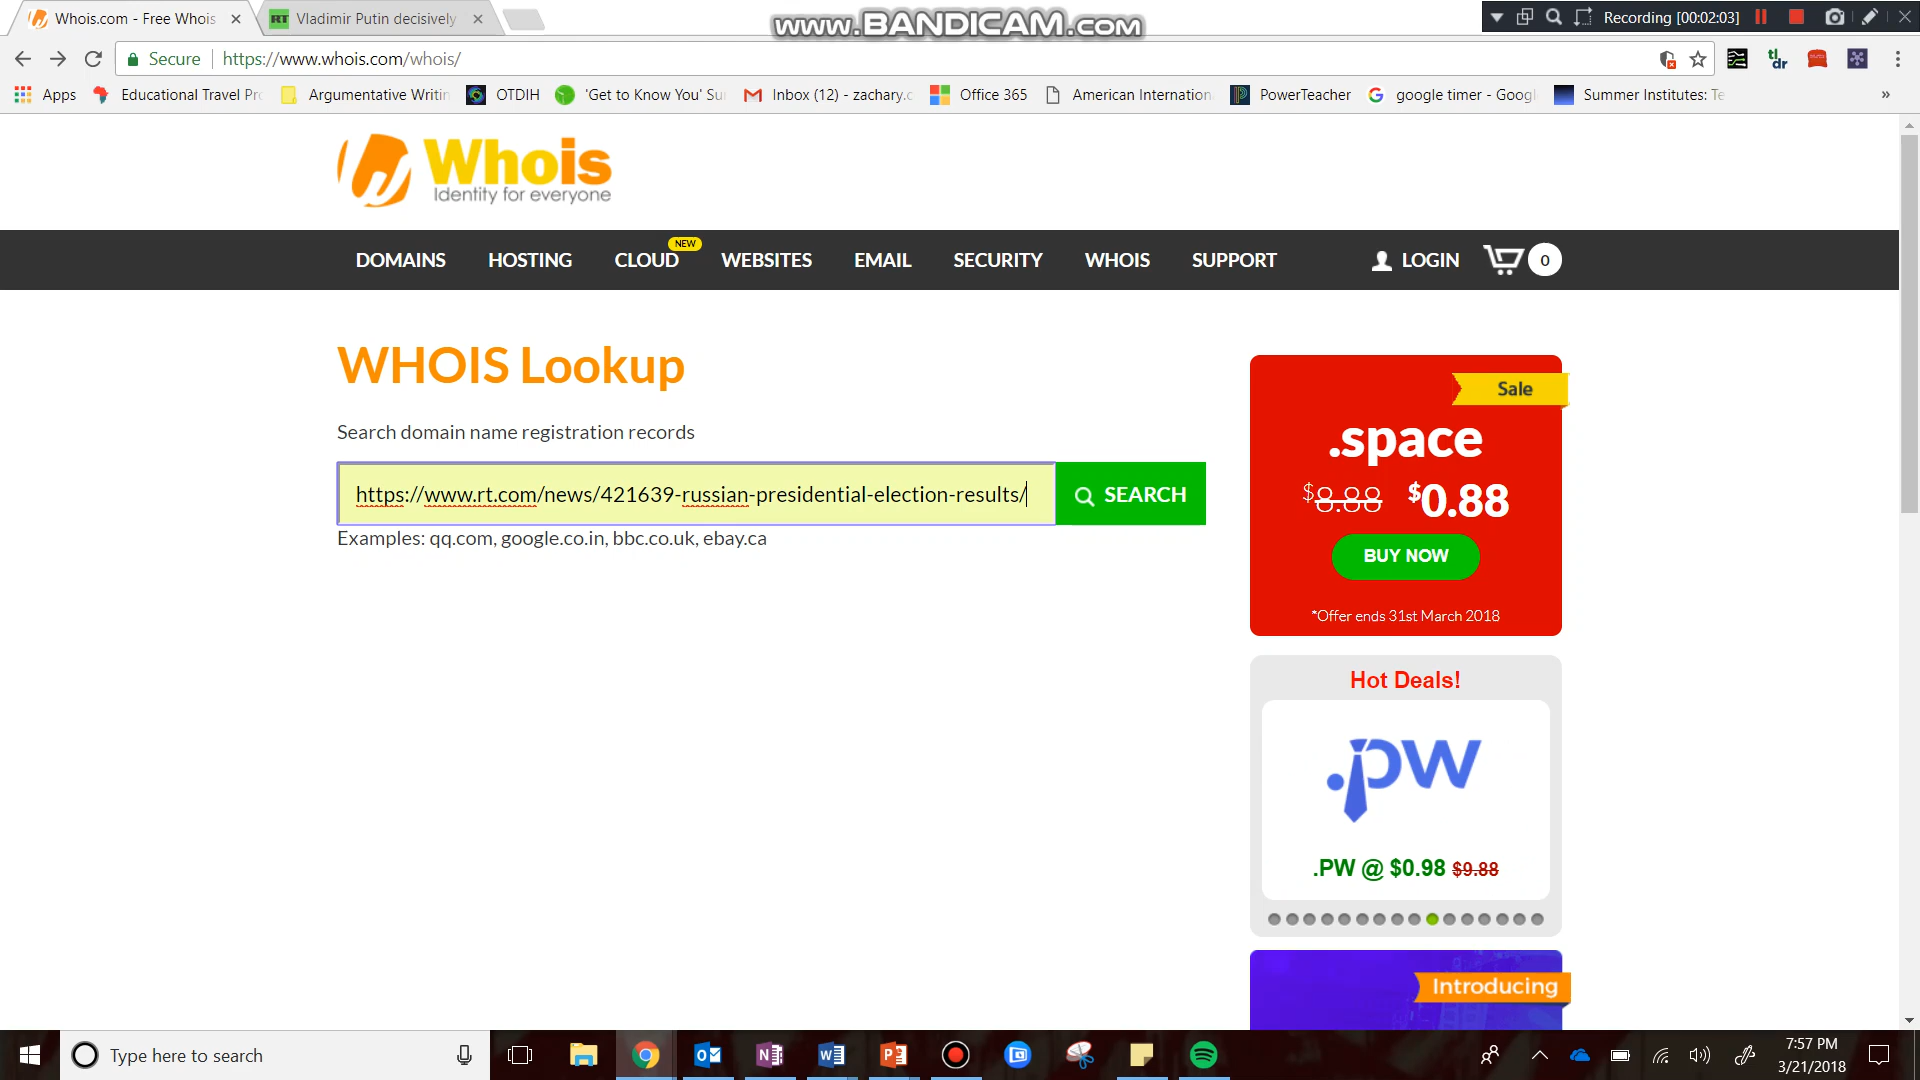 Whois.com - Free Whois
RT Vladimir Putin decisively
www.BANDICAM.com
Recording [00:02:03]
Secure
https://www.whois.com/whois/
tl;dr
Apps
Educational Travel Pro
Argumentative Writin
OTDIH
'Get to Know You' Sur
Inbox (12) - zachary.c
Office 365
American Internation
PowerTeacher
google timer - Googl
Summer Institutes: Te
»
Whois
Identity for everyone
DOMAINS
HOSTING
CLOUD
NEW
WEBSITES
EMAIL
SECURITY
WHOIS
SUPPORT
LOGIN
0
WHOIS Lookup
Search domain name registration records
https://www.rt.com/news/421639-russian-presidential-election-results/
SEARCH
Examples: qq.com, google.co.in, bbc.co.uk, ebay.ca
Sale
.space
$8.88 $0.88
BUY NOW
*Offer ends 31st March 2018
Hot Deals!
.pw
.PW @ $0.98 $9.88
Introducing
Type here to search
7:57 PM
3/21/2018